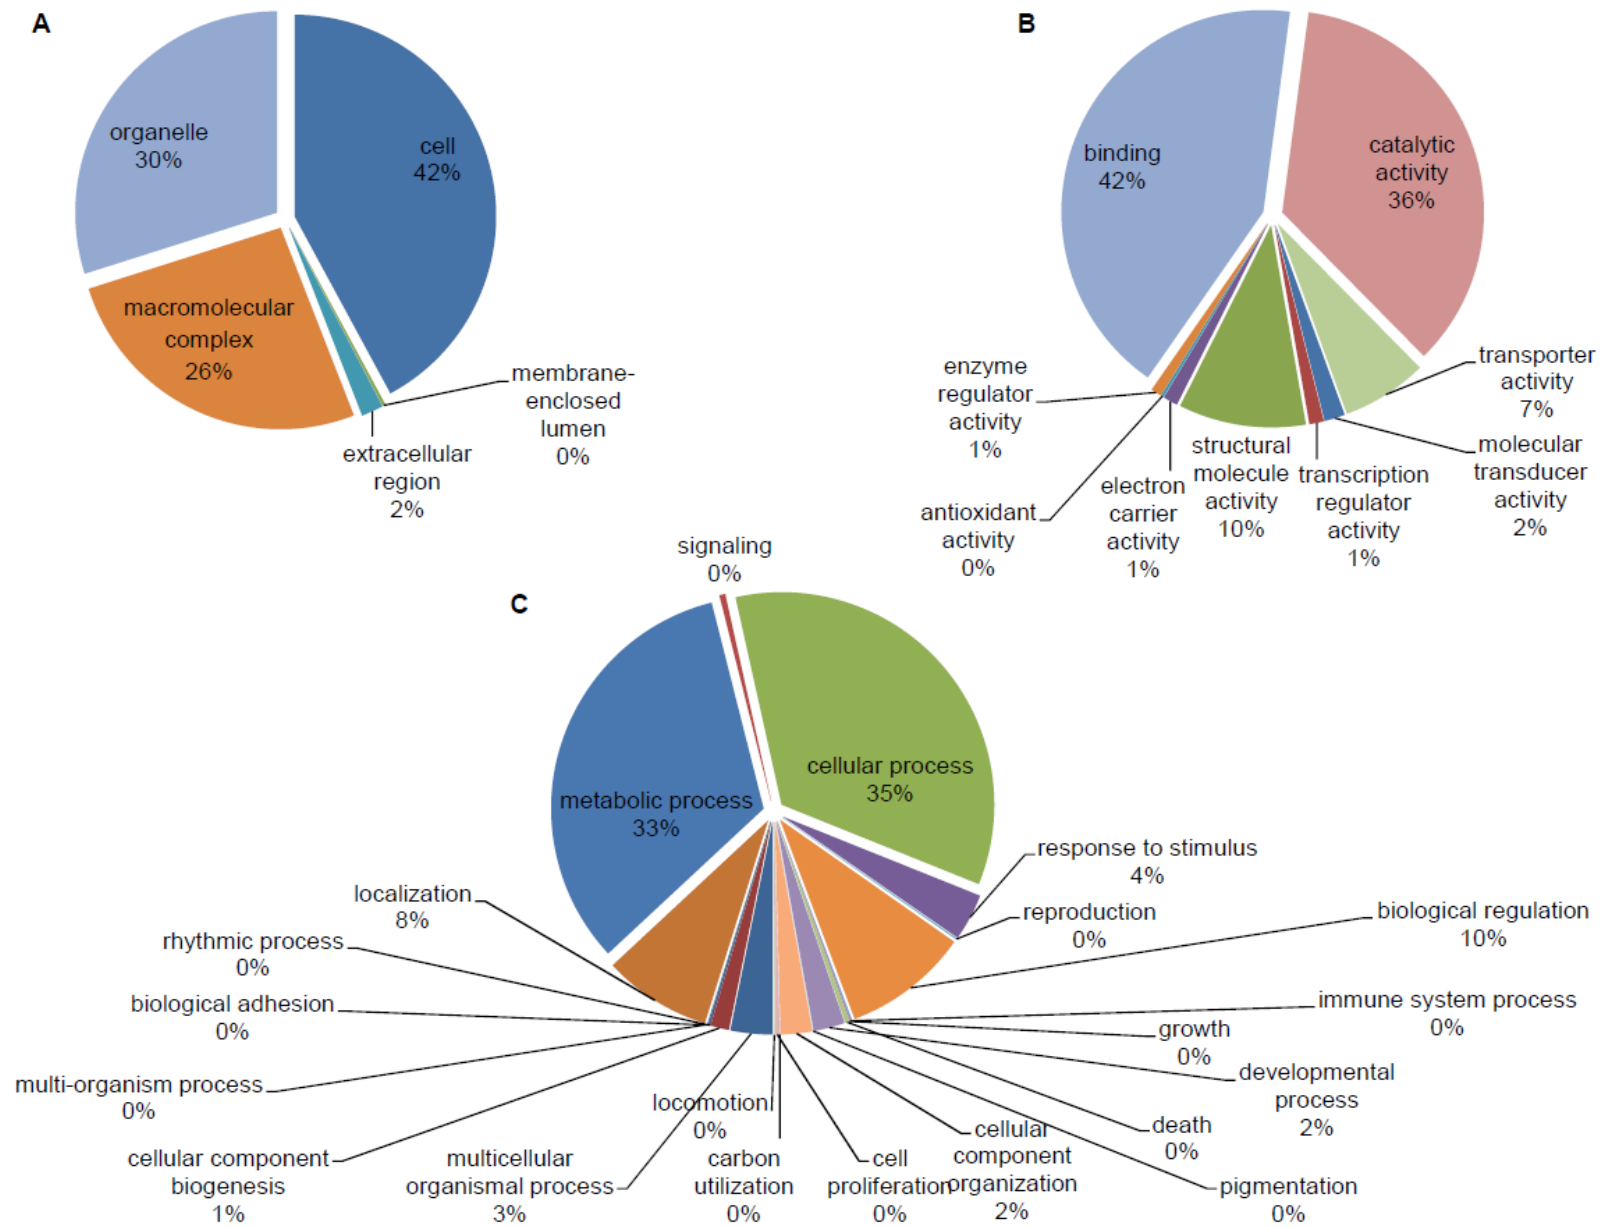 A
organelle
30%
cell
42%
macromolecular
complex
26%
membrane-
enclosed
lumen
0%
extracellular
region
2%
B
binding
42%
catalytic
activity
36%
transporter
activity
7%
molecular
transducer
activity
2%
transcription
regulator
activity
1%
structural
molecule
activity
10%
electron
carrier
activity
1%
antioxidant
activity
0%
enzyme
regulator
activity
1%
C
signaling
0%
cellular process
35%
metabolic process
33%
response to stimulus
4%
reproduction
0%
biological regulation
10%
immune system process
0%
growth
0%
developmental
process
2%
death
0%
pigmentation
0%
cellular
component
organization
2%
cell
proliferation
0%
carbon
utilization
0%
locomotion
0%
multicellular
organismal process
3%
cellular component
biogenesis
1%
multi-organism process
0%
biological adhesion
0%
rhythmic process
0%
localization
8%